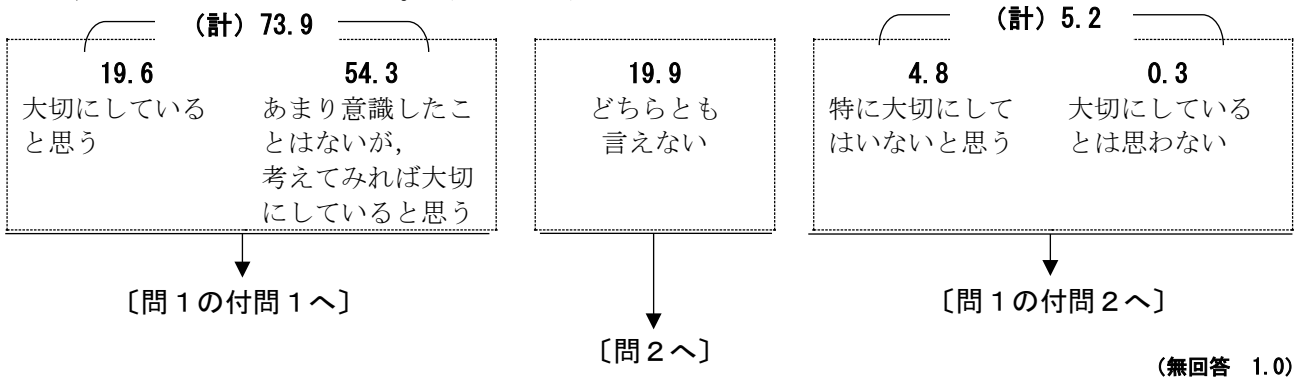 （計）73.9
（計）5.2
19.6
大切にしている
と思う
54.3
あまり意識したこ
とはないが，
考えてみれば大切
にしていると思う
19.9
どちらとも
言えない
4.8
特に大切にして
はいないと思う
0.3
大切にしている
とは思わない
〔問１の付問１へ〕
〔問２へ〕
〔問１の付問２へ〕
（無回答　1.0）